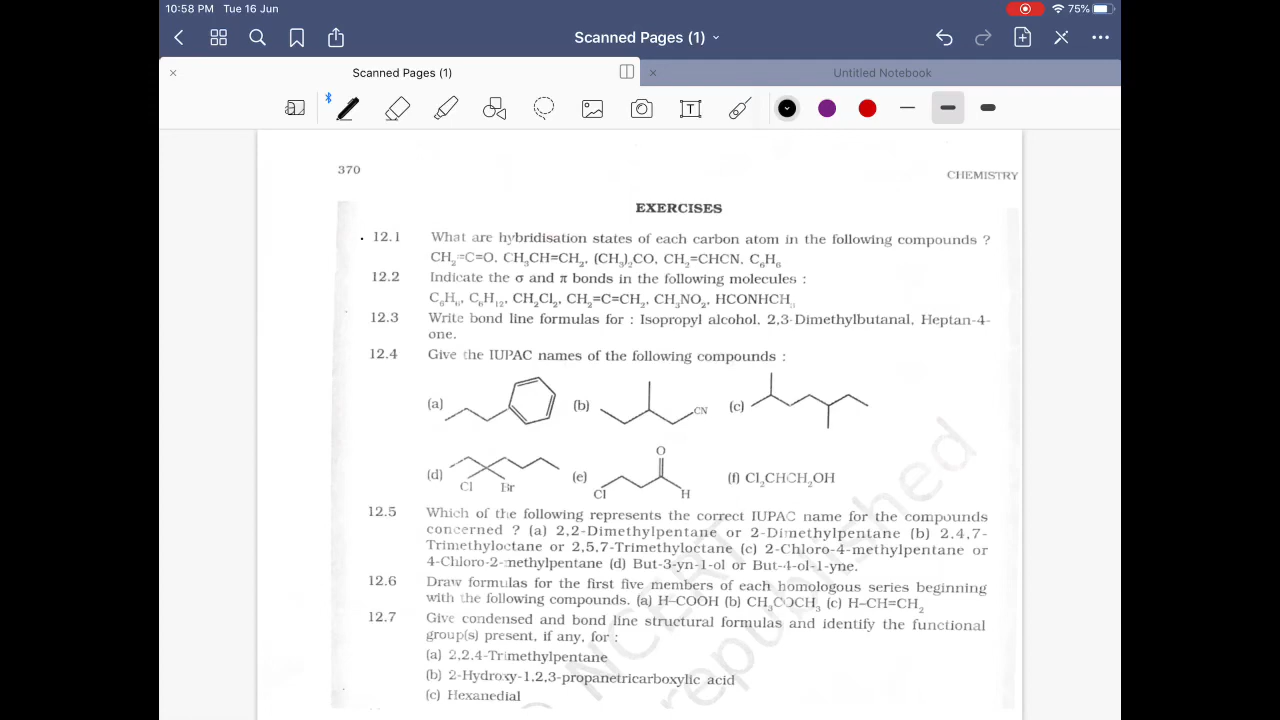 10:58 PM Tue 16 Jun
75%
Scanned Pages (1)
Scanned Pages (1)
Untitled Notebook
370
CHEMISTRY
EXERCISES
12.1 What are hybridisation states of each carbon atom in the following compounds ?
CH₂=C=O, CH₃CH=CH₂, (CH₃)₂CO, CH₂=CHCN, C₆H₆
12.2 Indicate the σ and π bonds in the following molecules :
C₆H₆, C₆H₁₂, CH₂Cl₂, CH₂=C=CH₂, CH₃NO₂, HCONHCH₃
12.3 Write bond line formulas for : Isopropyl alcohol, 2,3-Dimethylbutanal, Heptan-4-
one.
12.4 Give the IUPAC names of the following compounds :
(a) (b) CN (c)
(d) Cl Br (e) O Cl H (f) Cl₂CHCH₂OH
12.5 Which of the following represents the correct IUPAC name for the compounds
concerned ? (a) 2,2-Dimethylpentane or 2-Dimethylpentane (b) 2,4,7-
Trimethyloctane or 2,5,7-Trimethyloctane (c) 2-Chloro-4-methylpentane or
4-Chloro-2-methylpentane (d) But-3-yn-1-ol or But-4-ol-1-yne.
12.6 Draw formulas for the first five members of each homologous series beginning
with the following compounds. (a) H–COOH (b) CH₃COCH₃ (c) H–CH=CH₂
12.7 Give condensed and bond line structural formulas and identify the functional
group(s) present, if any, for :
(a) 2,2,4-Trimethylpentane
(b) 2-Hydroxy-1,2,3-propanetricarboxylic acid
(c) Hexanedial
NCERT
republished